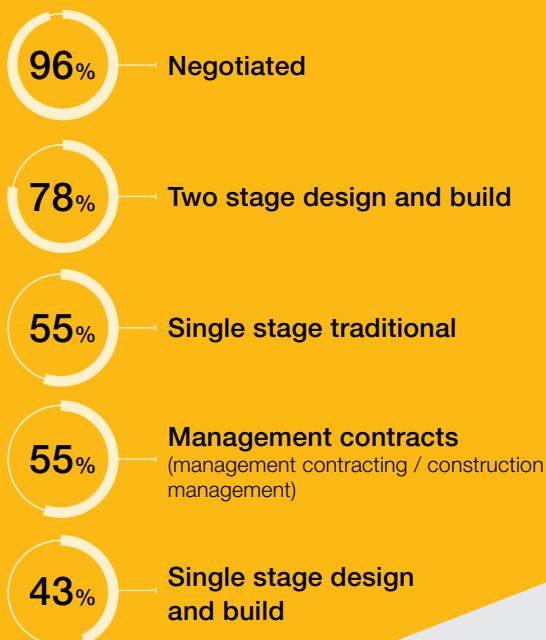 96% Negotiated
78% Two stage design and build
55% Single stage traditional
55% Management contracts
(management contracting / construction
management)
43% Single stage design
and build